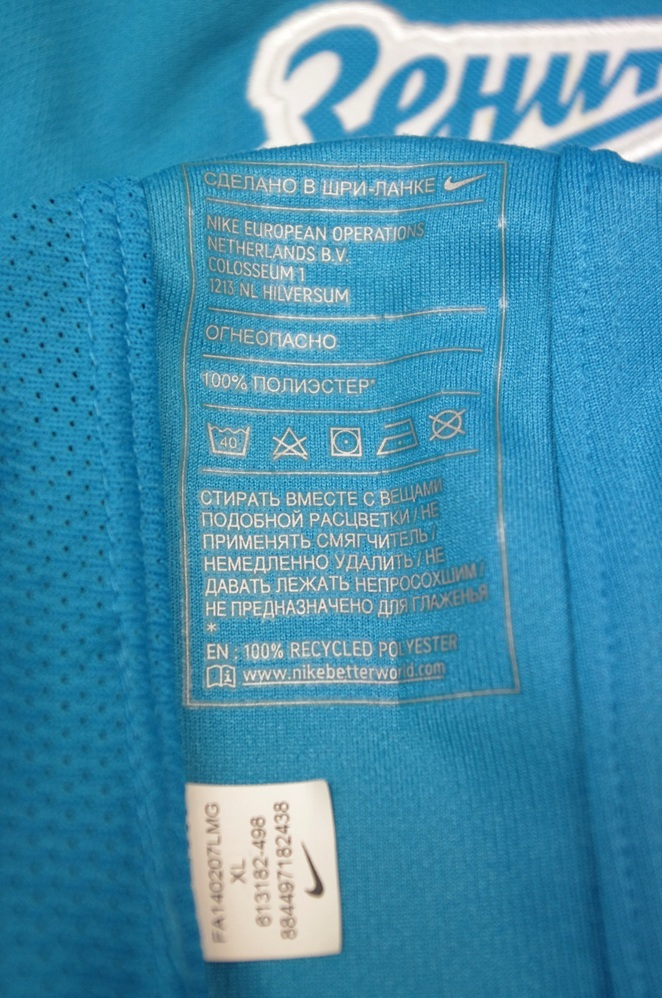 Зенит
СДЕЛАНО В ШРИ-ЛАНКЕ
NIKE EUROPEAN OPERATIONS
NETHERLANDS B.V.
COLOSSEUM 1
1213 NL HILVERSUM
ОГНЕОПАСНО
100% ПОЛИЭСТЕР*
40
СТИРАТЬ ВМЕСТЕ С ВЕЩАМИ
ПОДОБНОЙ РАСЦВЕТКИ / НЕ
ПРИМЕНЯТЬ СМЯГЧИТЕЛЬ /
НЕМЕДЛЕННО УДАЛИТЬ / НЕ
ДАВАТЬ ЛЕЖАТЬ НЕПРОСОХШИМ /
НЕ ПРЕДНАЗНАЧЕНО ДЛЯ ГЛАЖЕНЬЯ
*
EN : 100% RECYCLED POLYESTER
www.nikebetterworld.com
FA140207LMG
XL
613182-498
884497182438